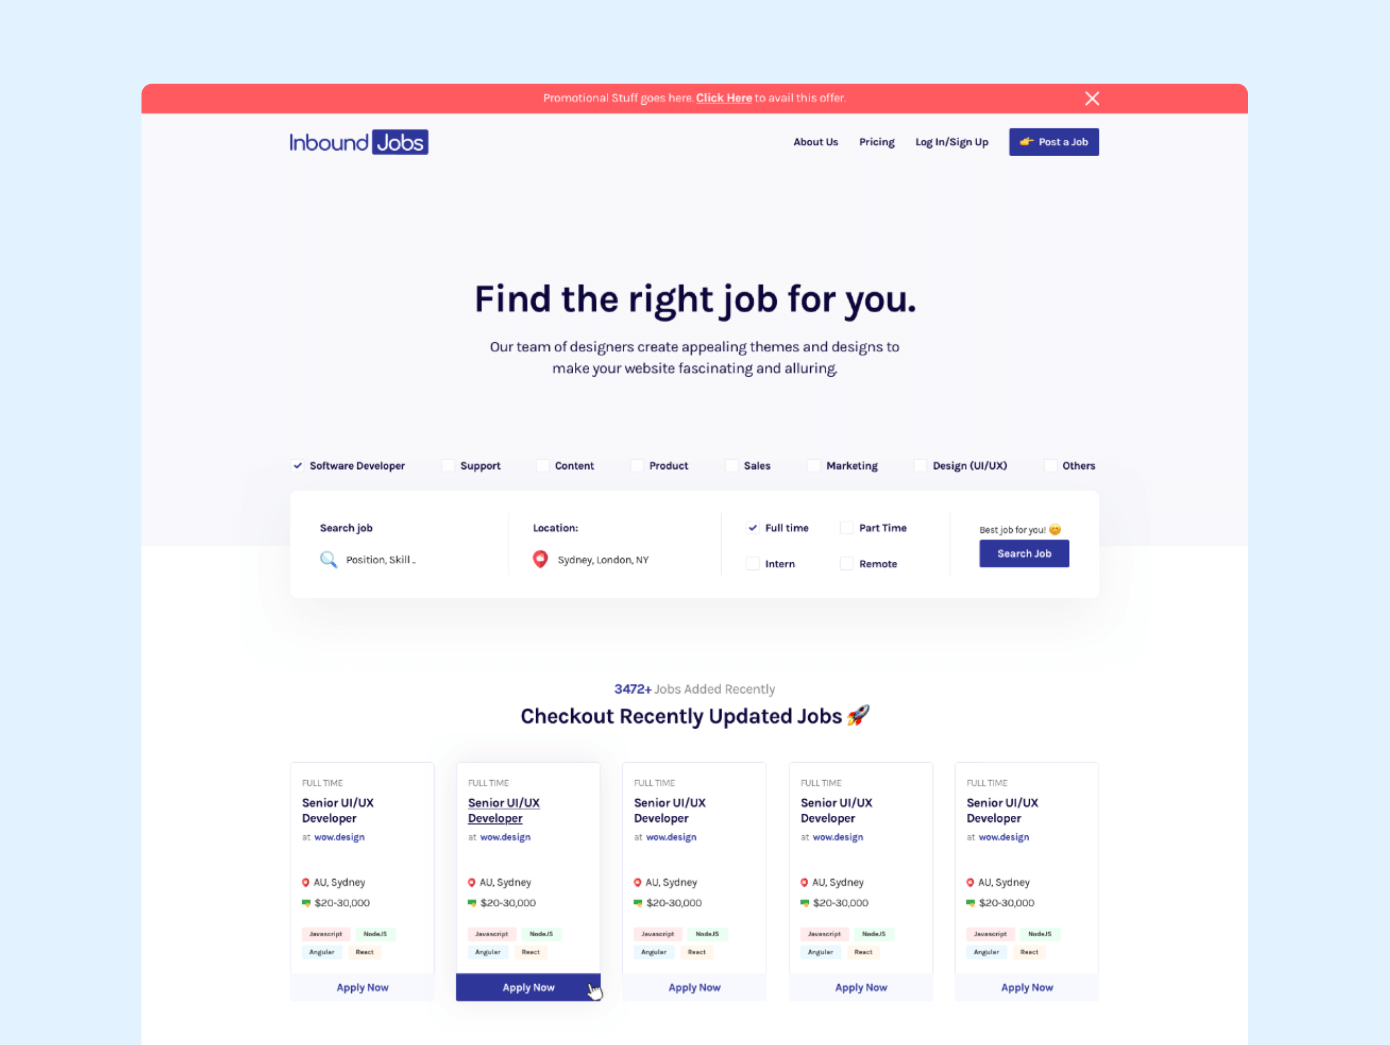 Promotional Stuff goes here. Click Here to avail this offer.
Inbound Jobs
About Us Pricing Log In/Sign Up Post a Job
Find the right job for you.
Our team of designers create appealing themes and designs to
make your website fascinating and alluring.
Software Developer Support Content Product Sales Marketing Design (UI/UX) Others
Search job Location: Full time Part Time Best job for you!
Position, Skill .. Sydney, London, NY Intern Remote Search Job
3472+ Jobs Added Recently
Checkout Recently Updated Jobs
FULL TIME
Senior UI/UX
Developer
at wow.design
AU, Sydney
$20-30,000
Javascript NodeJS
Angular React
Apply Now
FULL TIME
Senior UI/UX
Developer
at wow.design
AU, Sydney
$20-30,000
Javascript NodeJS
Angular React
Apply Now
FULL TIME
Senior UI/UX
Developer
at wow.design
AU, Sydney
$20-30,000
Javascript NodeJS
Angular React
Apply Now
FULL TIME
Senior UI/UX
Developer
at wow.design
AU, Sydney
$20-30,000
Javascript NodeJS
Angular React
Apply Now
FULL TIME
Senior UI/UX
Developer
at wow.design
AU, Sydney
$20-30,000
Javascript NodeJS
Angular React
Apply Now